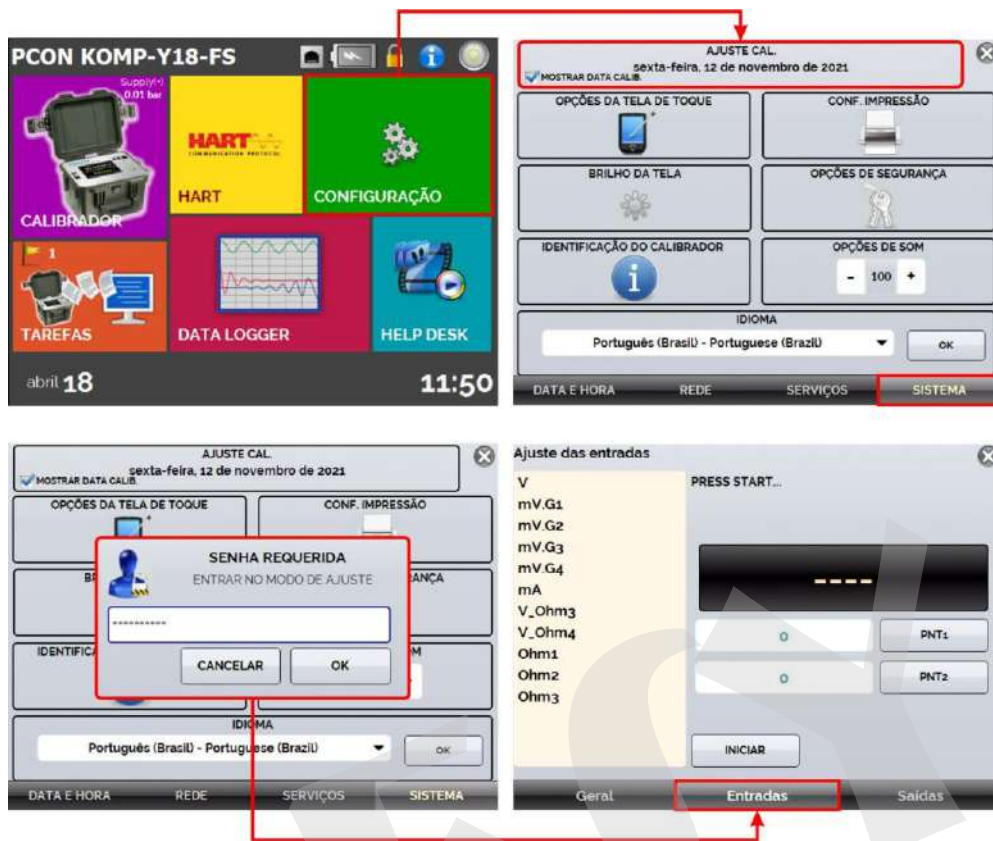 PCON KOMP-Y18-FS
Supply(+)
0.01 bar
CALIBRADOR
HART
COMMUNICATION PROTOCOL
HART
CONFIGURAÇÃO
1
TAREFAS
DATA LOGGER
HELP DESK
abril 18
11:50
AJUSTE CAL.
sexta-feira, 12 de novembro de 2021
MOSTRAR DATA CALIB.
OPÇÕES DA TELA DE TOQUE
CONF. IMPRESSÃO
BRILHO DA TELA
OPÇÕES DE SEGURANÇA
IDENTIFICAÇÃO DO CALIBRADOR
OPÇÕES DE SOM
- 100 +
IDIOMA
Português (Brasil) - Portuguese (Brazil)
OK
DATA E HORA REDE SERVIÇOS SISTEMA
AJUSTE CAL.
sexta-feira, 12 de novembro de 2021
MOSTRAR DATA CALIB.
OPÇÕES DA TELA DE TOQUE
CONF. IMPRESSÃO
SENHA REQUERIDA
ENTRAR NO MODO DE AJUSTE
----------
CANCELAR
OK
IDIOMA
Português (Brasil) - Portuguese (Brazil)
OK
DATA E HORA REDE SERVIÇOS SISTEMA
Ajuste das entradas
V
mV.G1
mV.G2
mV.G3
mV.G4
mA
V_Ohm3
V_Ohm4
Ohm1
Ohm2
Ohm3
PRESS START...
----
0 PNT1
0 PNT2
INICIAR
Geral Entradas Saídas